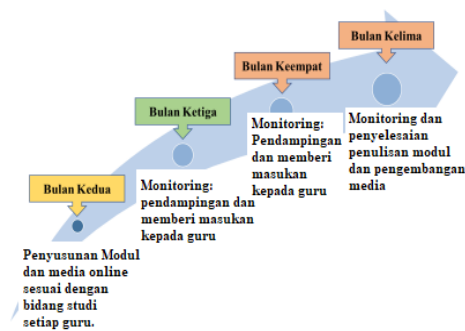 Bulan Kedua
Penyusunan Modul
dan media online
sesuai dengan
bidang studi
setiap guru.
Bulan Ketiga
Monitoring:
pendampingan dan
memberi masukan
kepada guru
Bulan Keempat
Monitoring:
Pendampingan
dan memberi
masukan
kepada guru
Bulan Kelima
Monitoring dan
penyelesaian
penulisan modul
dan pengembangan
media